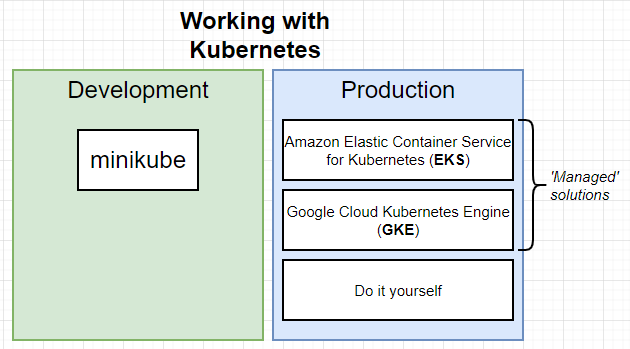 Working with
Kubernetes
Development
minikube
Production
Amazon Elastic Container Service
for Kubernetes (EKS)
Google Cloud Kubernetes Engine
(GKE)
Do it yourself
'Managed'
solutions